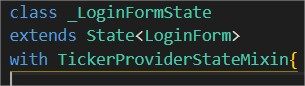 class _LoginFormState
extends State<LoginForm>
with TickerProviderStateMixin{